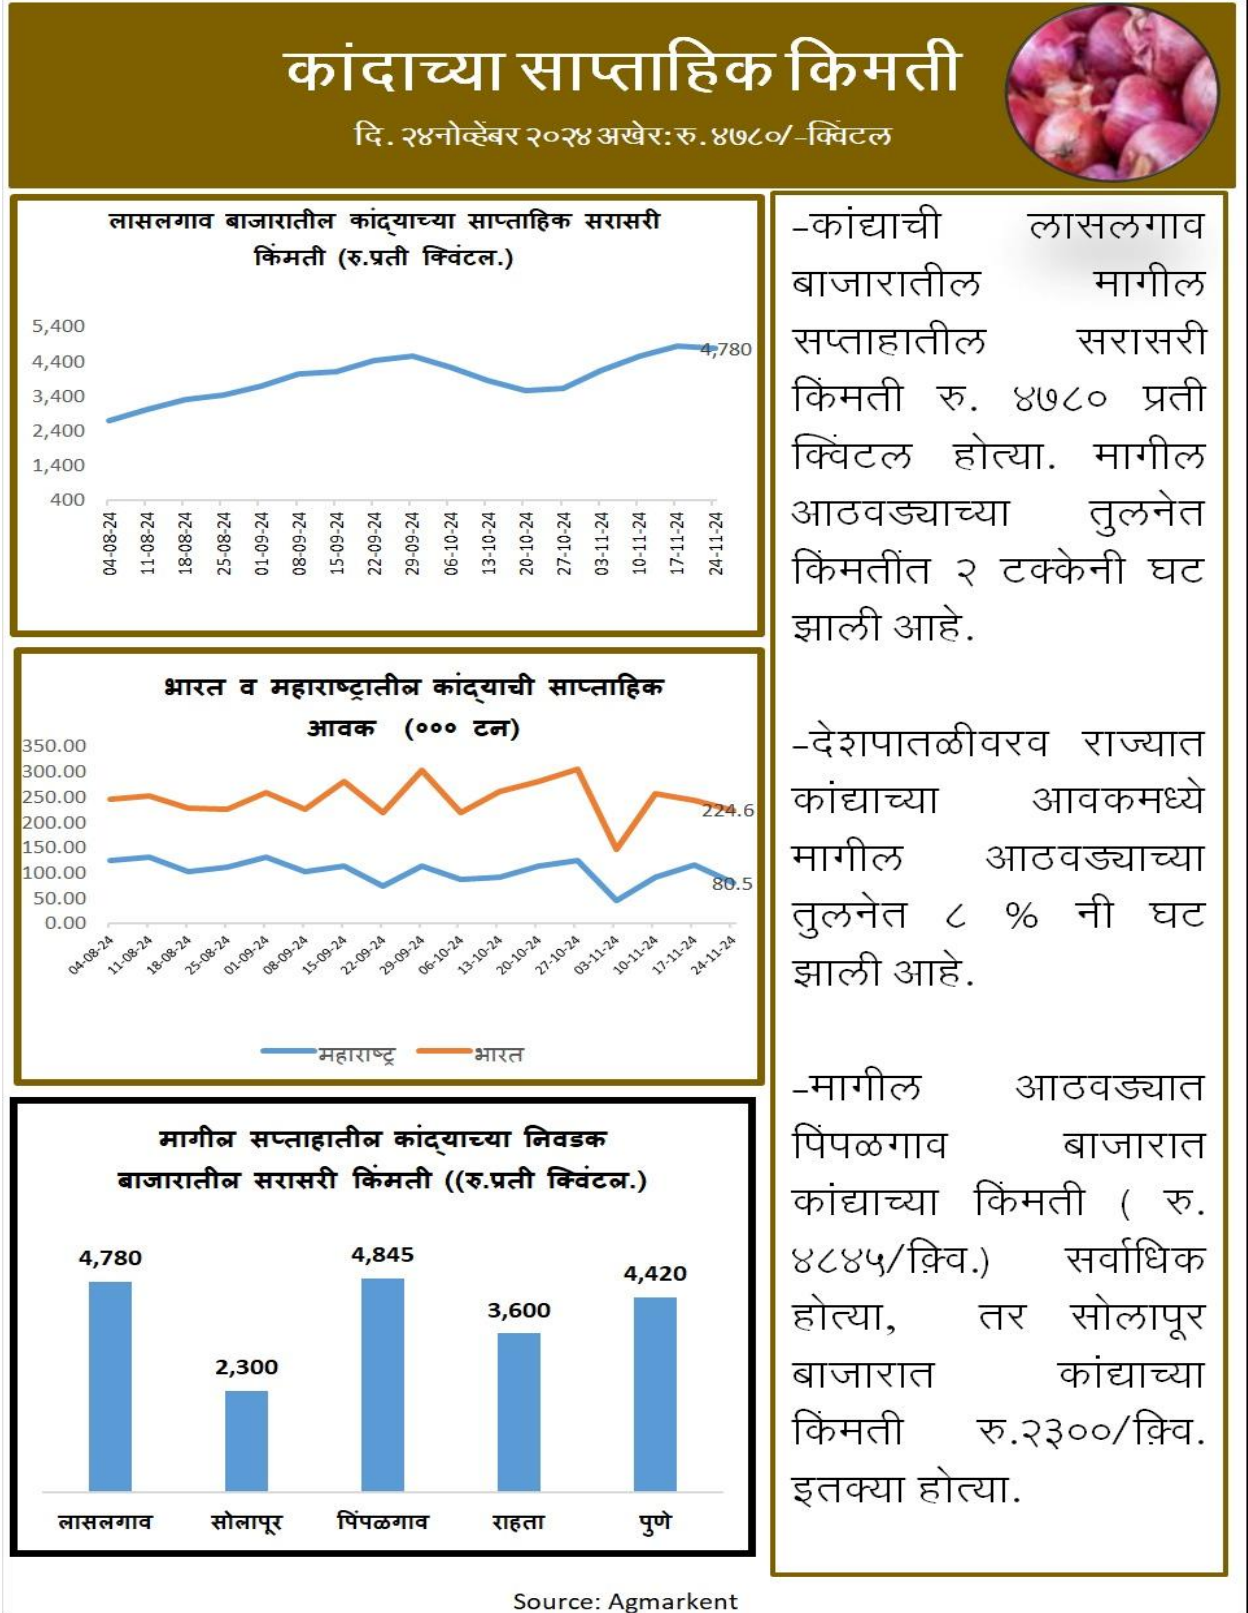 कांदाच्या साप्ताहिक किमती
दि. २४नोव्हेंबर २०२४ अखेर: रु. ४७८०/-क्विंटल
लासलगाव बाजारातील कांद्याच्या साप्ताहिक सरासरी
किंमती (रु.प्रती क्विंटल.)
5,400
4,400
3,400
2,400
1,400
400
4,780
04-08-24
11-08-24
18-08-24
25-08-24
01-09-24
08-09-24
15-09-24
22-09-24
29-09-24
06-10-24
13-10-24
20-10-24
27-10-24
03-11-24
10-11-24
17-11-24
24-11-24
भारत व महाराष्ट्रातील कांद्याची साप्ताहिक
आवक (००० टन)
350.00
300.00
250.00
200.00
150.00
100.00
50.00
0.00
224.6
80.5
04-08-24
11-08-24
18-08-24
25-08-24
01-09-24
08-09-24
15-09-24
22-09-24
29-09-24
06-10-24
13-10-24
20-10-24
27-10-24
03-11-24
10-11-24
17-11-24
24-11-24
महाराष्ट्र भारत
मागील सप्ताहातील कांद्याच्या निवडक
बाजारातील सरासरी किंमती ((रु.प्रती क्विंटल.)
4,780
2,300
4,845
3,600
4,420
लासलगाव सोलापूर पिंपळगाव राहता पुणे
-कांद्याची लासलगाव
बाजारातील मागील
सप्ताहातील सरासरी
किंमती रु. ४७८० प्रती
क्विंटल होत्या. मागील
आठवड्याच्या तुलनेत
किंमतींत २ टक्केनी घट
झाली आहे.
-देशपातळीवरव राज्यात
कांद्याच्या आवकमध्ये
मागील आठवड्याच्या
तुलनेत ८ % नी घट
झाली आहे.
-मागील आठवड्यात
पिंपळगाव बाजारात
कांद्याच्या किंमती ( रु.
४८४५/क्वि.) सर्वाधिक
होत्या, तर सोलापूर
बाजारात कांद्याच्या
किंमती रु.२३००/क्वि.
इतक्या होत्या.
Source: Agmarkent